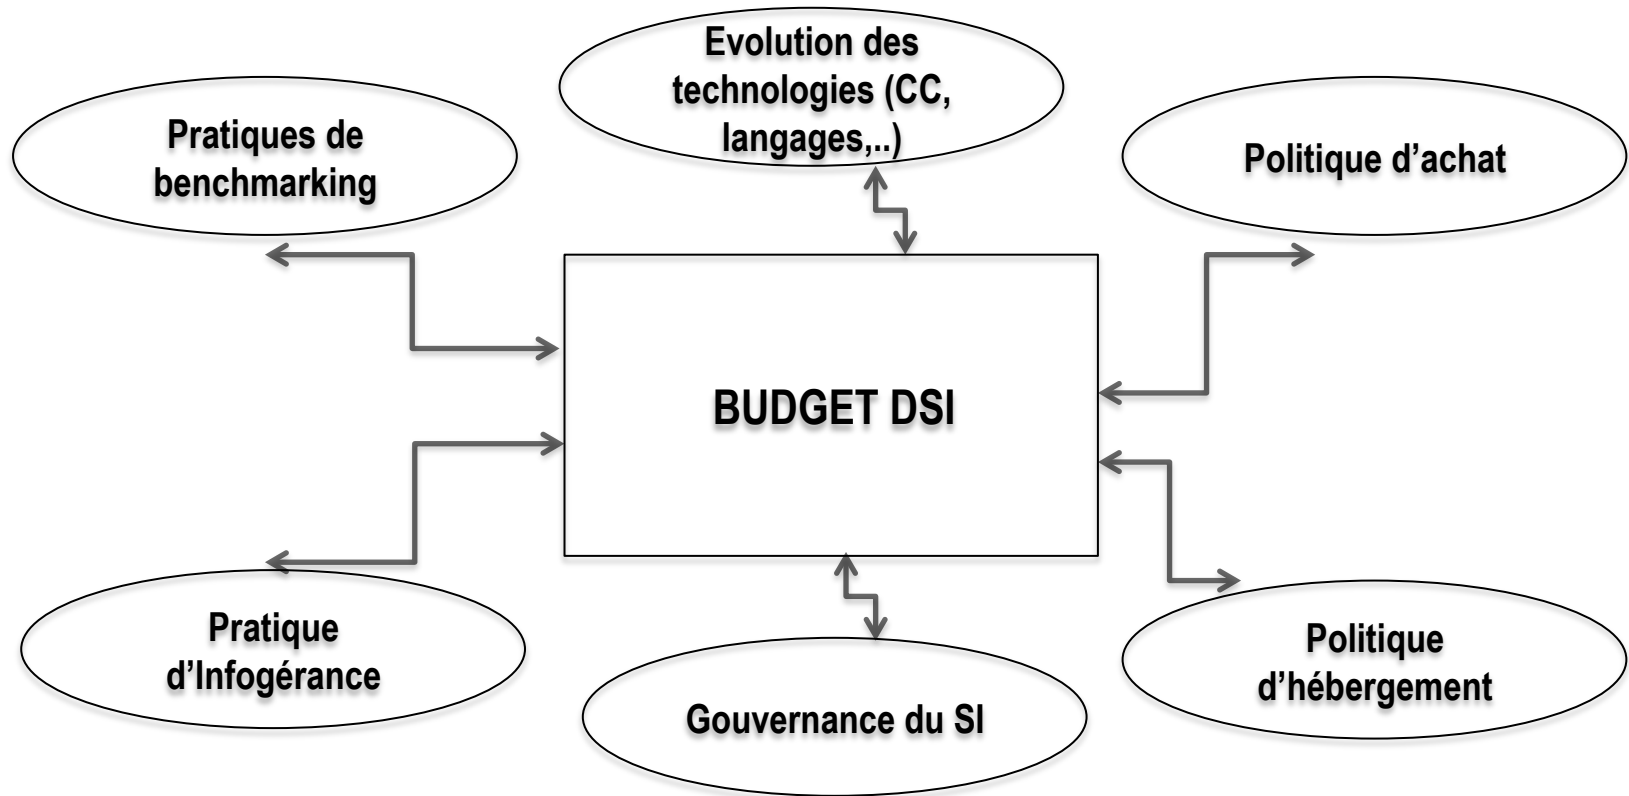 Evolution des
technologies (CC,
langages,..)
Pratiques de
benchmarking
Politique d’achat
BUDGET DSI
Pratique
d’Infogérance
Gouvernance du SI
Politique
d’hébergement